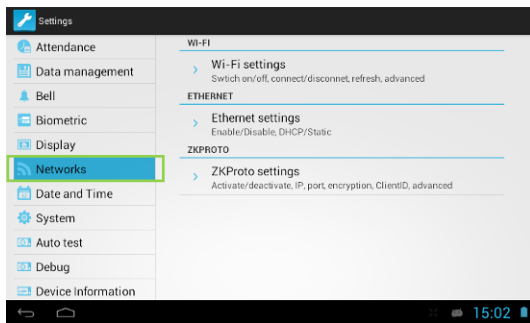 Settings
Attendance
Data management
Bell
Biometric
Display
Networks
Date and Time
System
Auto test
Debug
Device Information
WI-FI
Wi-Fi settings
Swtich on/off, connect/disconnet, refresh, advanced
ETHERNET
Ethernet settings
Enable/Disable, DHCP/Static
ZKPROTO
ZKProto settings
Activate/deactivate, IP, port, encryption, ClientID, advanced
15:02